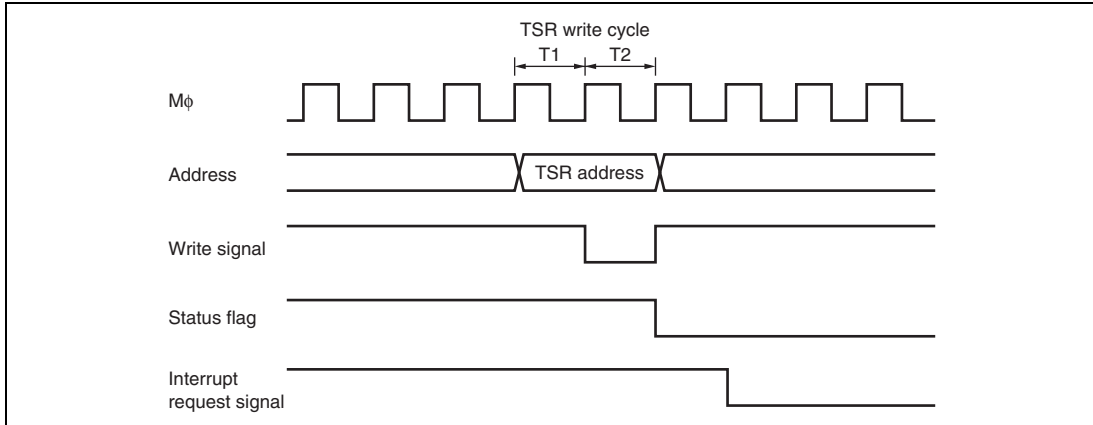 TSR write cycle
T1 T2
Mϕ
Address
TSR address
Write signal
Status flag
Interrupt
request signal